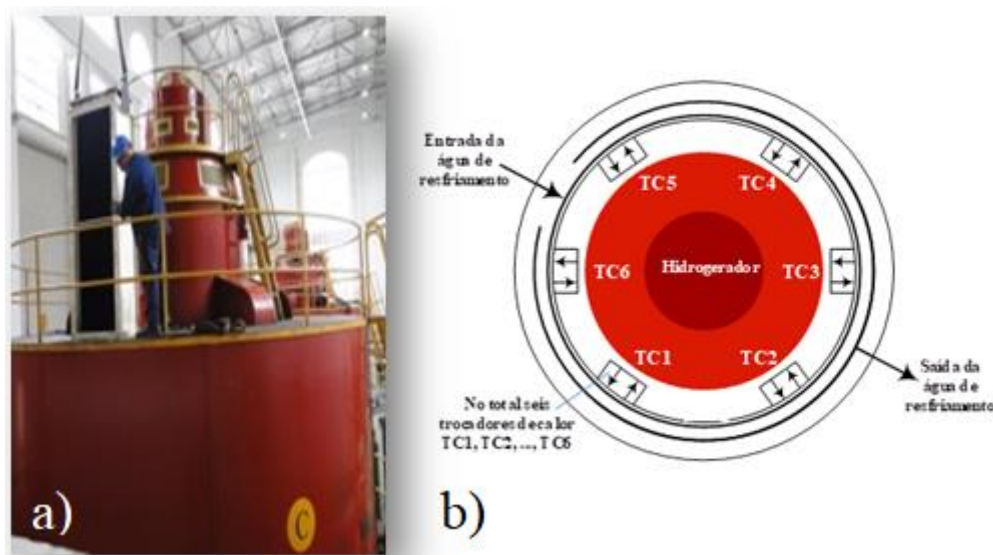 a)
C
b)
Entrada da
água de
resfriamento
TC5
TC4
TC6
Hidrogerador
TC3
TC1
TC2
No total seis
trocadores de calor
TC1, TC2, ..., TC6
Saída da
água de
resfriamento